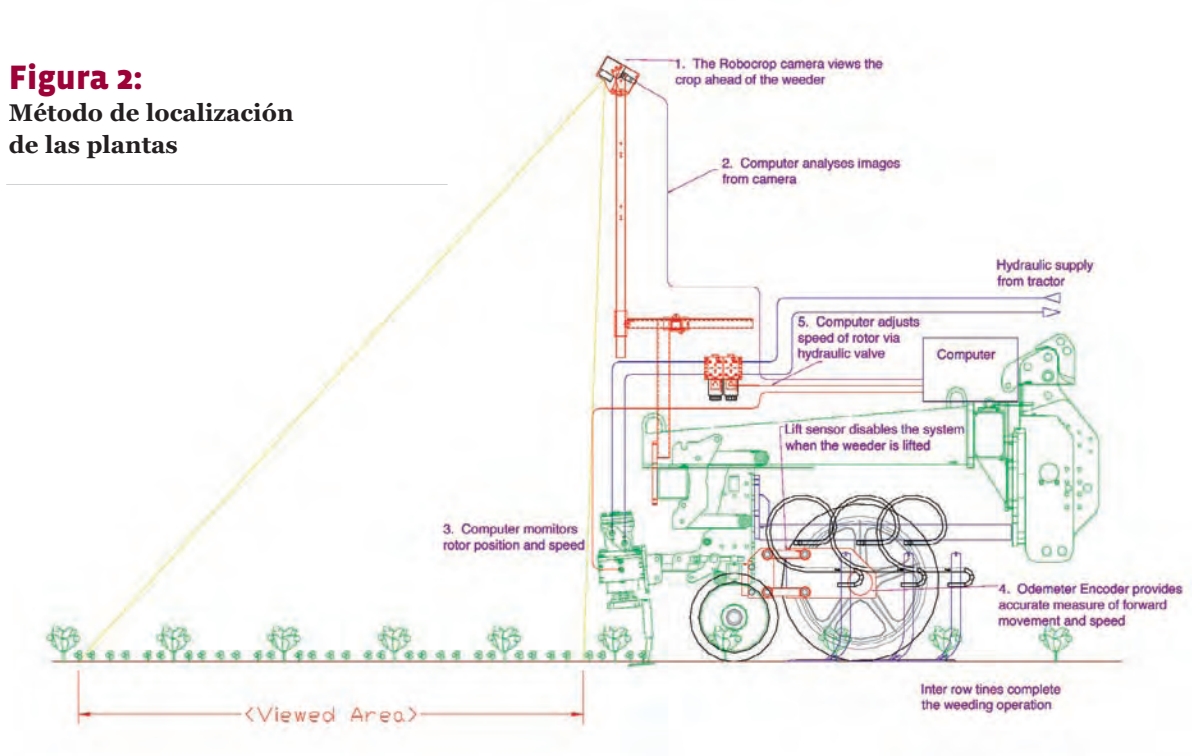 Figura 2:
Método de localización
de las plantas
1. The Robocrop camera views the
crop ahead of the weeder
2. Computer analyses images
from camera
Hydraulic supply
from tractor
5. Computer adjusts
speed of rotor via
hydraulic valve
Computer
Lift sensor disables the system
when the weeder is lifted
3. Computer momitors
rotor position and speed
4. Odemeter Encoder provides
accurate measure of forward
movement and speed
Inter row tines complete
the weeding operation
<Viewed Area>